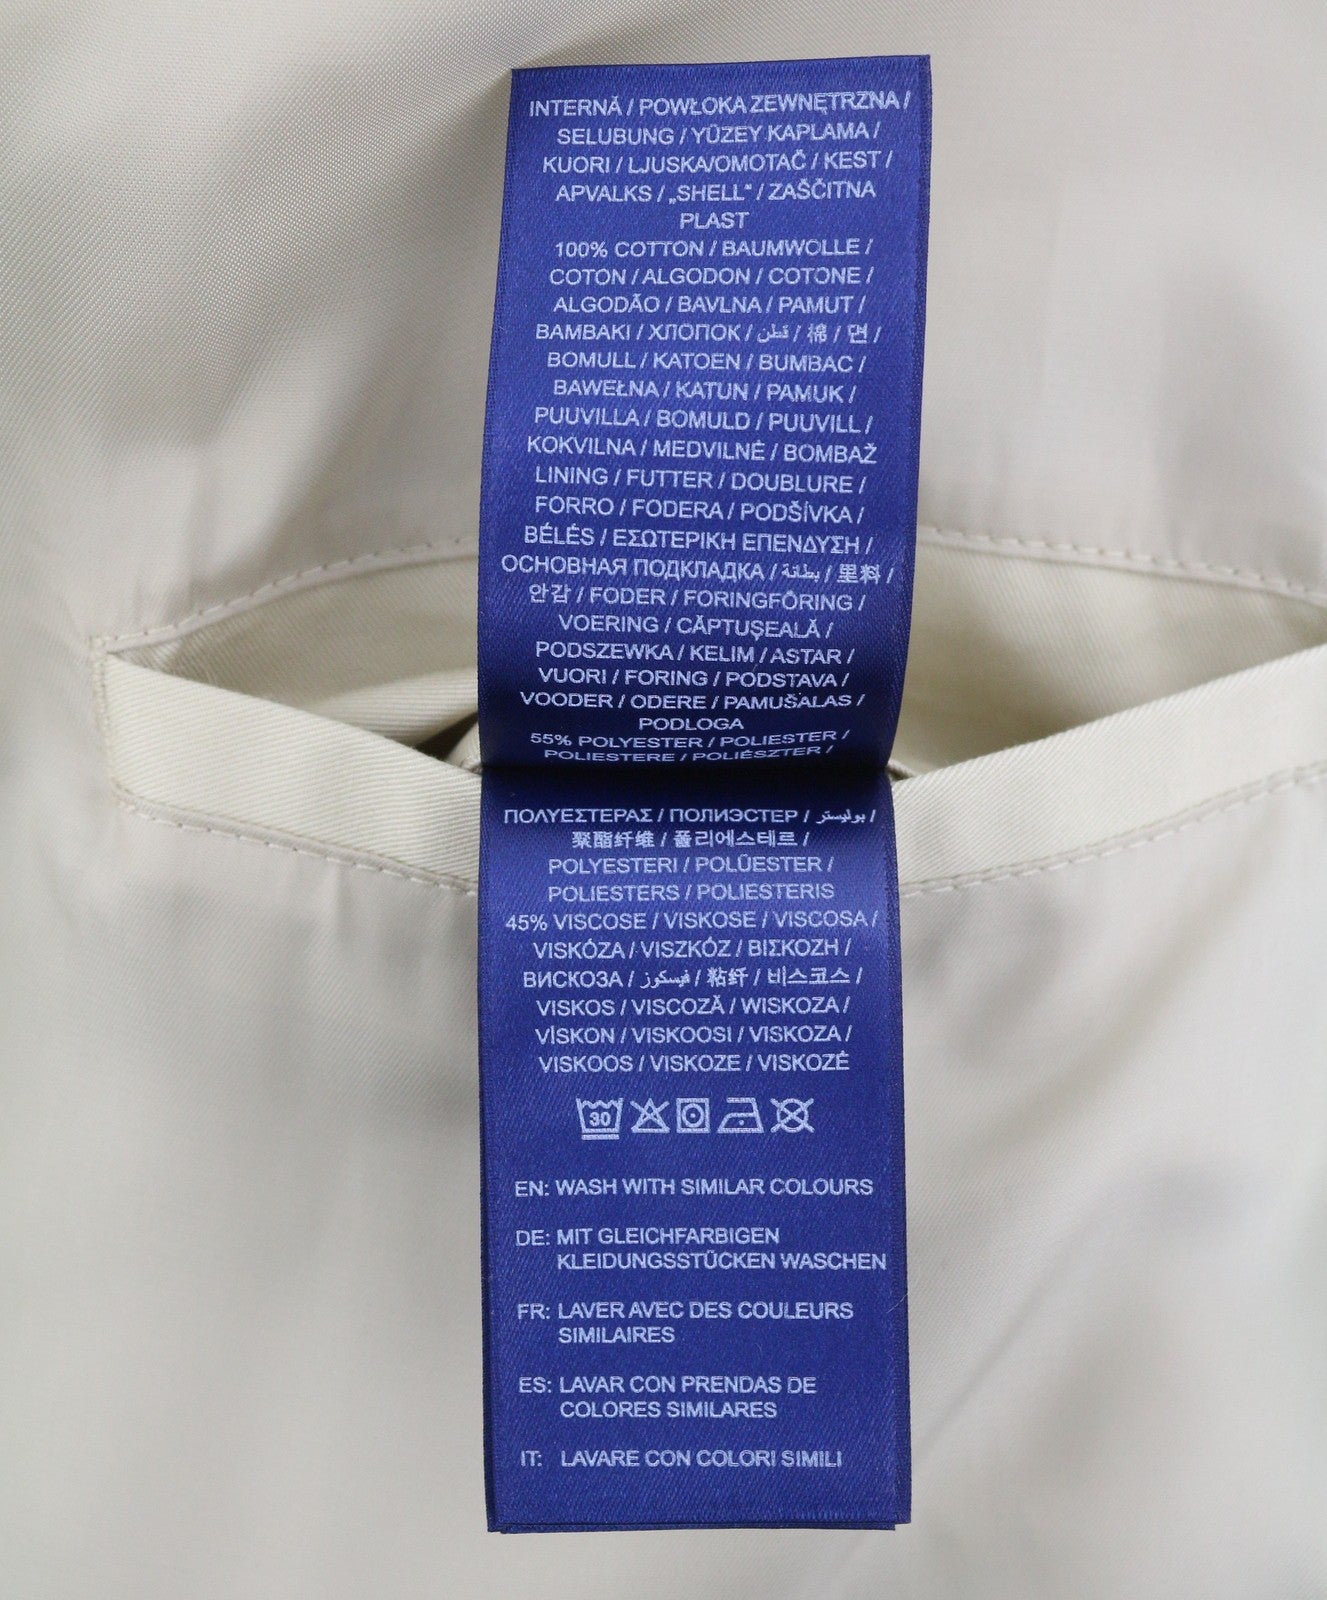 INTERNĂ / POWŁOKA ZEWNĘTRZNA /
SELUBUNG / YÜZEY KAPLAMA /
KUORI / LJUSKA/OMOTAČ / KEST /
APVALKS / „SHELL“ / ZAŠČITNA
PLAST
100% COTTON / BAUMWOLLE /
COTON / ALGODON / COTONE /
ALGODÃO / BAVLNA / PAMUT /
BAMBAKI / ХЛОПОК / قطن / 棉 / 면 /
BOMULL / KATOEN / BUMBAC /
BAWEŁNA / KATUN / PAMUK /
PUUVILLA / BOMULD / PUUVILL /
KOKVILNA / MEDVILNĖ / BOMBAŽ
LINING / FUTTER / DOUBLURE /
FORRO / FODERA / PODŠÍVKA /
BÉLÉS / ΕΣΩΤΕΡΙΚΗ ΕΠΕΝΔΥΣΗ /
ОСНОВНАЯ ПОДКЛАДКА / بطانة / 里料 /
안감 / FODER / FORINGFÔRING /
VOERING / CĂPTUȘEALĂ /
PODSZEWKA / KELIM / ASTAR /
VUORI / FORING / PODSTAVA /
VOODER / ODERE / PAMUŠALAS /
PODLOGA
55% POLYESTER / POLIESTER /
POLIESTERE / POLIÉSZTER /
ΠΟΛΥΕΣΤΕΡΑΣ / ПОЛИЭСТЕР / بوليستر /
聚酯纤维 / 폴리에스테르 /
POLYESTERI / POLÜESTER /
POLIESTERS / POLIESTERIS
45% VISCOSE / VISKOSE / VISCOSA /
VISKÓZA / VISZKÓZ / ΒΙΣΚΟΖΗ /
ВИСКОЗА / فيسكوز / 粘纤 / 비스코스 /
VISKOS / VISCOZĂ / WISKOZA /
VİSKON / VISKOOSI / VISKOZA /
VISKOOS / VISKOZE / VISKOZĖ
30
EN: WASH WITH SIMILAR COLOURS
DE: MIT GLEICHFARBIGEN
KLEIDUNGSSTÜCKEN WASCHEN
FR: LAVER AVEC DES COULEURS
SIMILAIRES
ES: LAVAR CON PRENDAS DE
COLORES SIMILARES
IT: LAVARE CON COLORI SIMILI